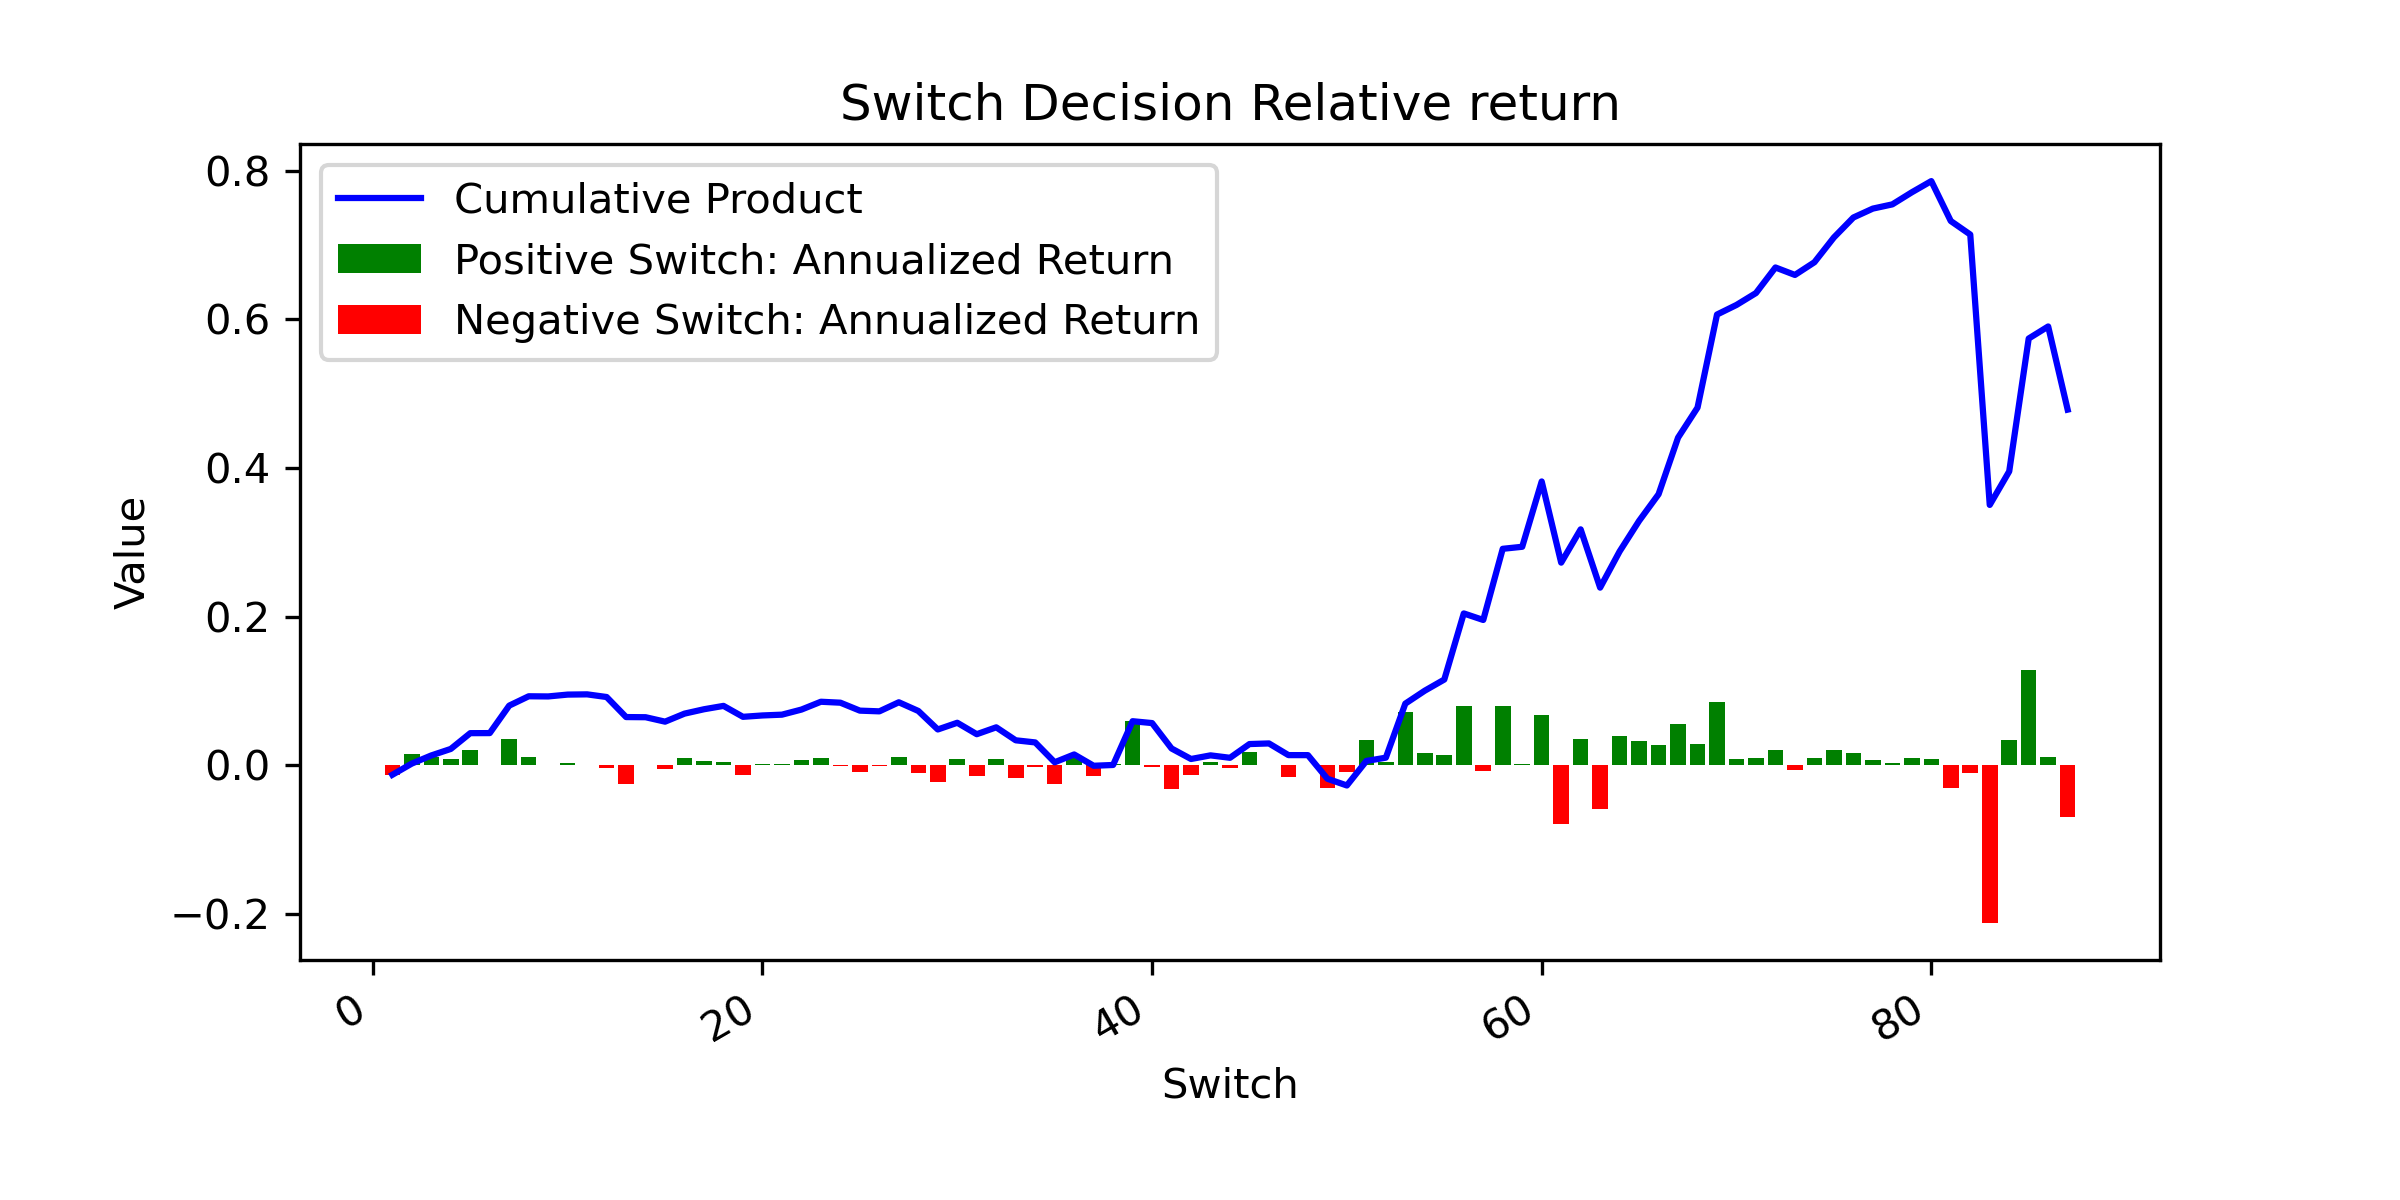 Switch Decision Relative return
Cumulative Product
Positive Switch: Annualized Return
Negative Switch: Annualized Return
0.8
0.6
0.4
0.2
0.0
−0.2
Value
0
20
40
60
80
Switch